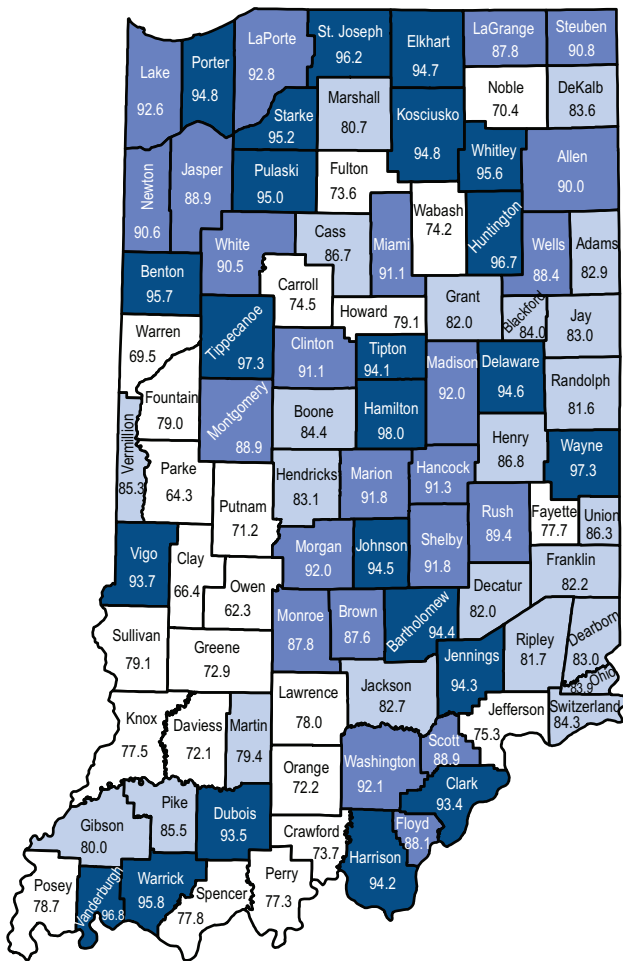 St. Joseph
96.2
Elkhart
94.7
LaGrange
87.8
Steuben
90.8
LaPorte
92.8
Porter
94.8
Lake
92.6
Noble
70.4
DeKalb
83.6
Marshall
80.7
Starke
95.2
Kosciusko
94.8
Whitley
95.6
Allen
90.0
Newton
90.6
Jasper
88.9
Pulaski
95.0
Fulton
73.6
Wabash
74.2
Huntington
96.7
White
90.5
Cass
86.7
Miami
91.1
Wells
88.4
Adams
82.9
Benton
95.7
Carroll
74.5
Howard
79.1
Grant
82.0
Blackford
84.0
Jay
83.0
Warren
69.5
Tippecanoe
97.3
Clinton
91.1
Tipton
94.1
Madison
92.0
Delaware
94.6
Randolph
81.6
Fountain
79.0
Montgomery
88.9
Boone
84.4
Hamilton
98.0
Henry
86.8
Wayne
97.3
Vermillion
85.3
Parke
64.3
Putnam
71.2
Hendricks
83.1
Marion
91.8
Hancock
91.3
Rush
89.4
Fayette
77.7
Union
86.3
Vigo
93.7
Clay
66.4
Owen
62.3
Morgan
92.0
Johnson
94.5
Shelby
91.8
Decatur
82.0
Franklin
82.2
Sullivan
79.1
Greene
72.9
Monroe
87.8
Brown
87.6
Bartholomew
94.4
Jennings
94.3
Ripley
81.7
Dearborn
83.0
Ohio
83.9
Switzerland
84.3
Knox
77.5
Daviess
72.1
Martin
79.4
Lawrence
78.0
Jackson
82.7
Jefferson
75.3
Scott
88.9
Washington
92.1
Orange
72.2
Clark
93.4
Gibson
80.0
Pike
85.5
Dubois
93.5
Crawford
73.7
Floyd
88.1
Harrison
94.2
Posey
78.7
Vanderburgh
96.8
Warrick
95.8
Spencer
77.8
Perry
77.3